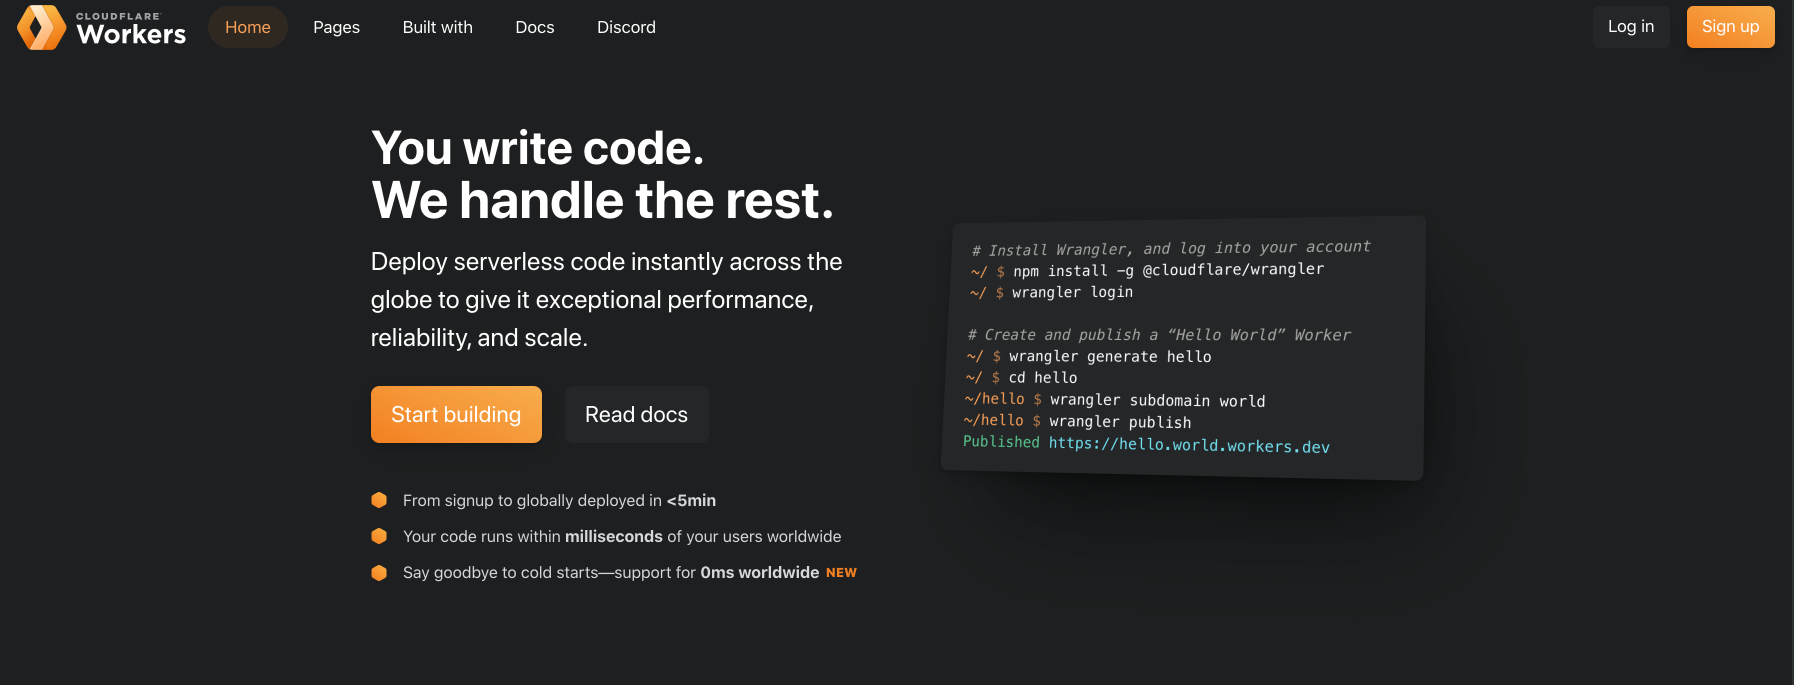 CLOUDFLARE
Workers
Home
Pages
Built with
Docs
Discord
Log in
Sign up
You write code.
We handle the rest.
Deploy serverless code instantly across the
globe to give it exceptional performance,
reliability, and scale.
Start building
Read docs
From signup to globally deployed in <5min
Your code runs within milliseconds of your users worldwide
Say goodbye to cold starts—support for 0ms worldwide NEW
# Install Wrangler, and log into your account
~/ $ npm install -g @cloudflare/wrangler
~/ $ wrangler login
# Create and publish a “Hello World” Worker
~/ $ wrangler generate hello
~/ $ cd hello
~/hello $ wrangler subdomain world
~/hello $ wrangler publish
Published https://hello.world.workers.dev